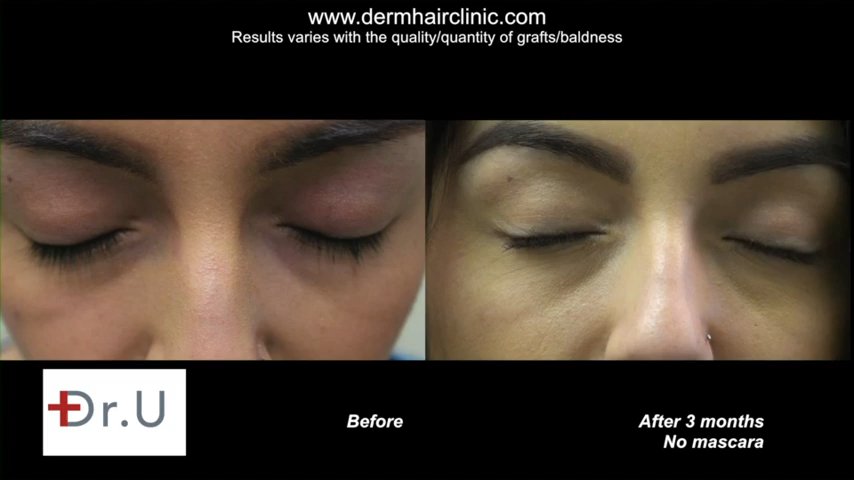 www.dermhairclinic.com
Results varies with the quality/quantity of grafts/baldness
Dr.U
Before
After 3 months
No mascara